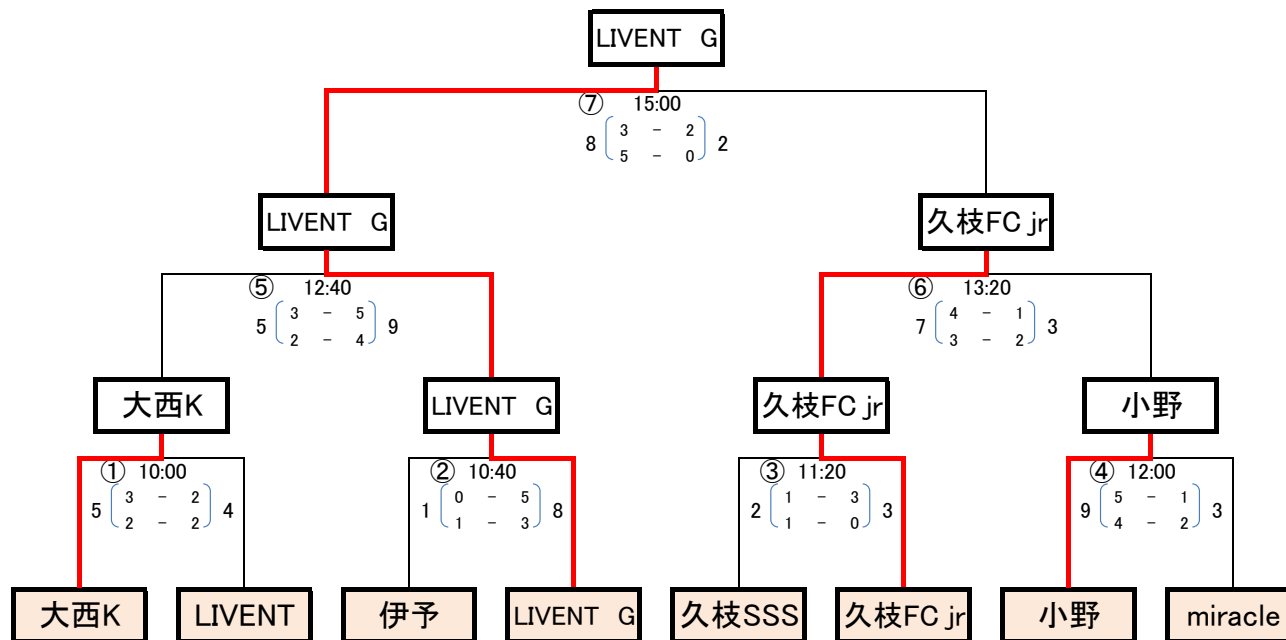 LIVENT G
⑦ 15:00
3 - 2
8 2
5 - 0
LIVENT G 久枝FC jr
⑤ 12:40 ⑥ 13:20
3 - 5 4 - 1
5 9 7 3
2 - 4 3 - 2
大西K LIVENT G 久枝FC jr 小野
① 10:00 ② 10:40 ③ 11:20 ④ 12:00
3 - 2 0 - 5 1 - 3 5 - 1
5 4 1 8 2 3 9 3
2 - 2 1 - 3 1 - 0 4 - 2
大西K LIVENT 伊予 LIVENT G 久枝SSS 久枝FC jr 小野 miracle